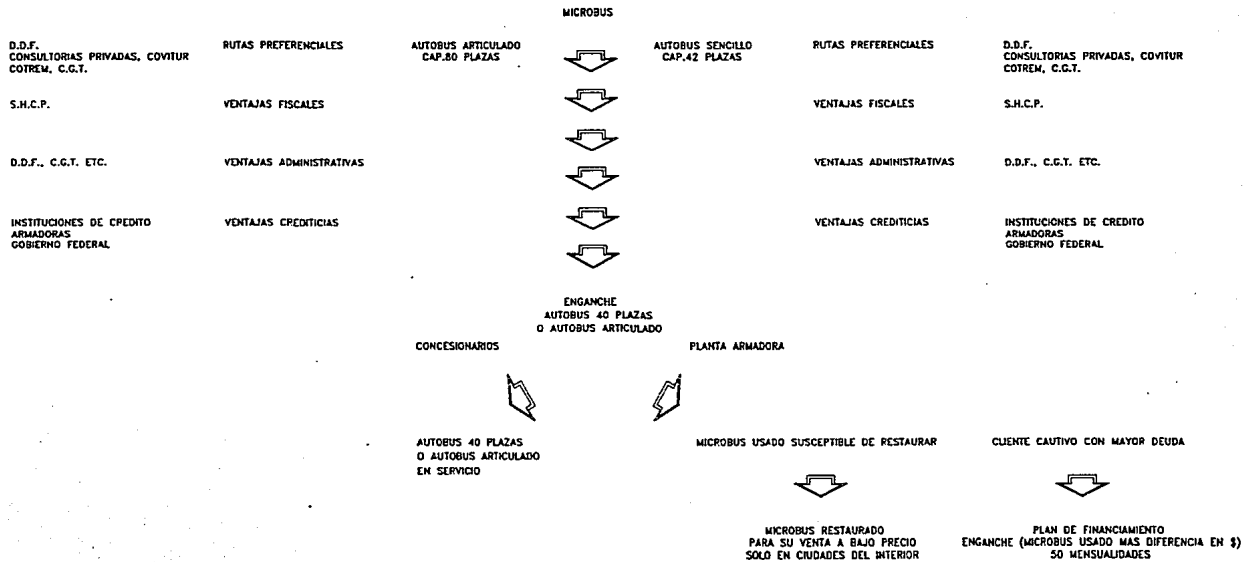 MICROBUS
D.D.F.
CONSULTORIAS PRIVADAS, COVITUR
COTREM, C.G.T.
RUTAS PREFERENCIALES
AUTOBUS ARTICULADO
CAP.80 PLAZAS
AUTOBUS SENCILLO
CAP.42 PLAZAS
RUTAS PREFERENCIALES
D.D.F.
CONSULTORIAS PRIVADAS, COVITUR
COTREM, C.G.T.
S.H.C.P.
VENTAJAS FISCALES
VENTAJAS FISCALES
S.H.C.P.
D.D.F., C.G.T. ETC.
VENTAJAS ADMINISTRATIVAS
VENTAJAS ADMINISTRATIVAS
D.D.F., C.G.T. ETC.
INSTITUCIONES DE CREDITO
ARMADORAS
GOBIERNO FEDERAL
VENTAJAS CREDITICIAS
VENTAJAS CREDITICIAS
INSTITUCIONES DE CREDITO
ARMADORAS
GOBIERNO FEDERAL
ENGANCHE
AUTOBUS 40 PLAZAS
O AUTOBUS ARTICULADO
CONCESIONARIOS
PLANTA ARMADORA
AUTOBUS 40 PLAZAS
O AUTOBUS ARTICULADO
EN SERVICIO
MICROBUS USADO SUSCEPTIBLE DE RESTAURAR
CLIENTE CAUTIVO CON MAYOR DEUDA
MICROBUS RESTAURADO
PARA SU VENTA A BAJO PRECIO
SOLO EN CIUDADES DEL INTERIOR
PLAN DE FINANCIAMIENTO
ENGANCHE (MICROBUS USADO MAS DIFERENCIA EN $)
50 MENSUALIDADES